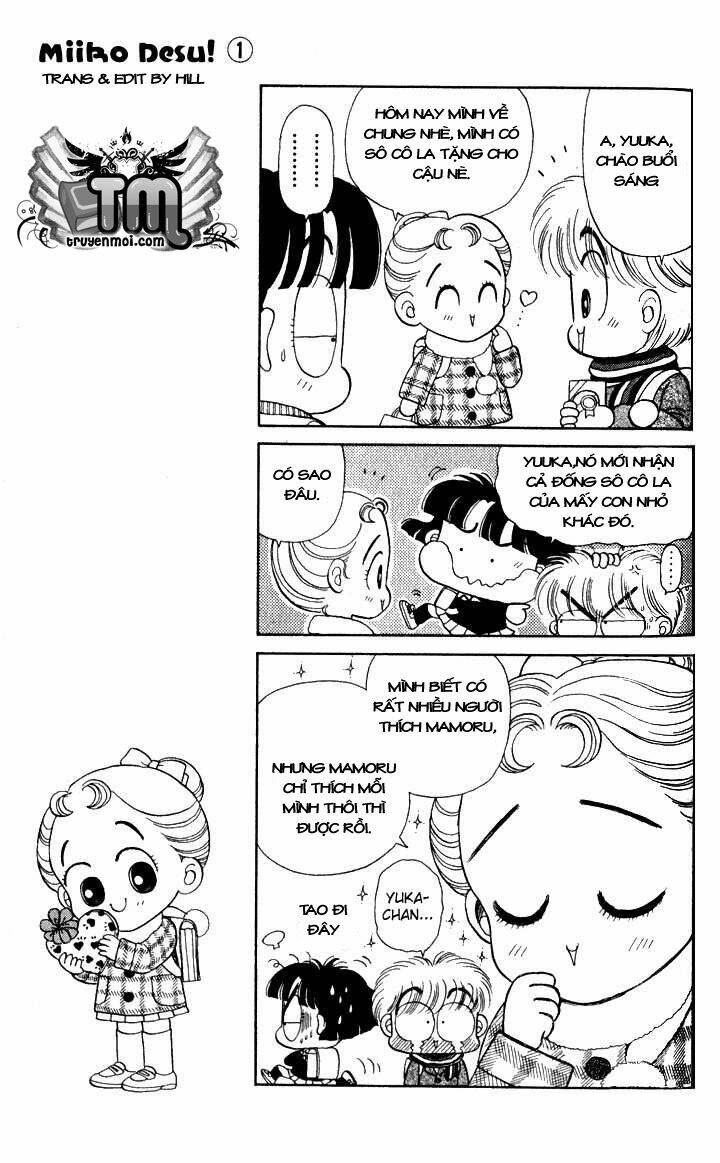 Miiko Desu! 1
TRANS & EDIT BY HILL
TM
truyenmoi.com
A, YUUKA,
CHÀO BUỔI
SÁNG
HÔM NAY MÌNH VỀ
CHUNG NHÈ, MÌNH CÓ
SÔ CÔ LA TẶNG CHO
CẬU NÈ.
YUUKA,NÓ MỚI NHẬN
CẢ ĐỐNG SÔ CÔ LA
CỦA MẤY CON NHỎ
KHÁC ĐÓ.
CÓ SAO
ĐÂU.
MÌNH BIẾT CÓ
RẤT NHIỀU NGƯỜI
THÍCH MAMORU,
NHƯNG MAMORU
CHỈ THÍCH MỖI
MÌNH THÔI THÌ
ĐƯỢC RỒI.
YUKA-
CHAN...
TAO ĐI
ĐÂY